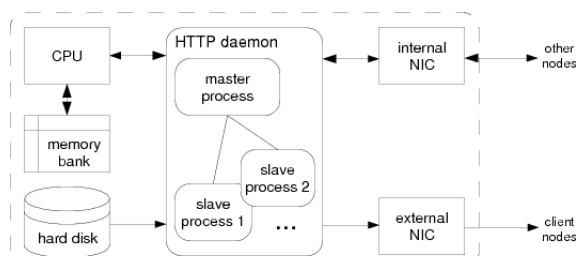 CPU
memory
bank
hard disk
HTTP daemon
master
process
slave
process 1
slave
process 2
...
internal
NIC
other
nodes
external
NIC
client
nodes